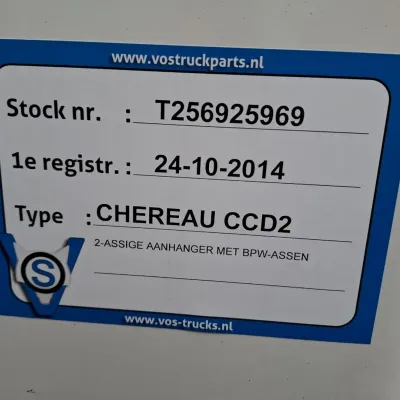 www.vostruckparts.nl
Stock nr. : T256925969
1e registr. : 24-10-2014
Type : CHEREAU CCD2
2-ASSIGE AANHANGER MET BPW-ASSEN
VS
www.vos-trucks.nl